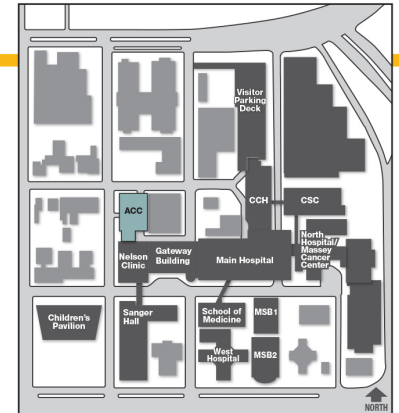 Visitor
Parking
Deck
ACC
CCH
CSC
Nelson
Clinic
Gateway
Building
Main Hospital
North
Hospital/
Massey
Cancer
Center
Children's
Pavilion
Sanger
Hall
School of
Medicine
MSB1
West
Hospital
MSB2
NORTH